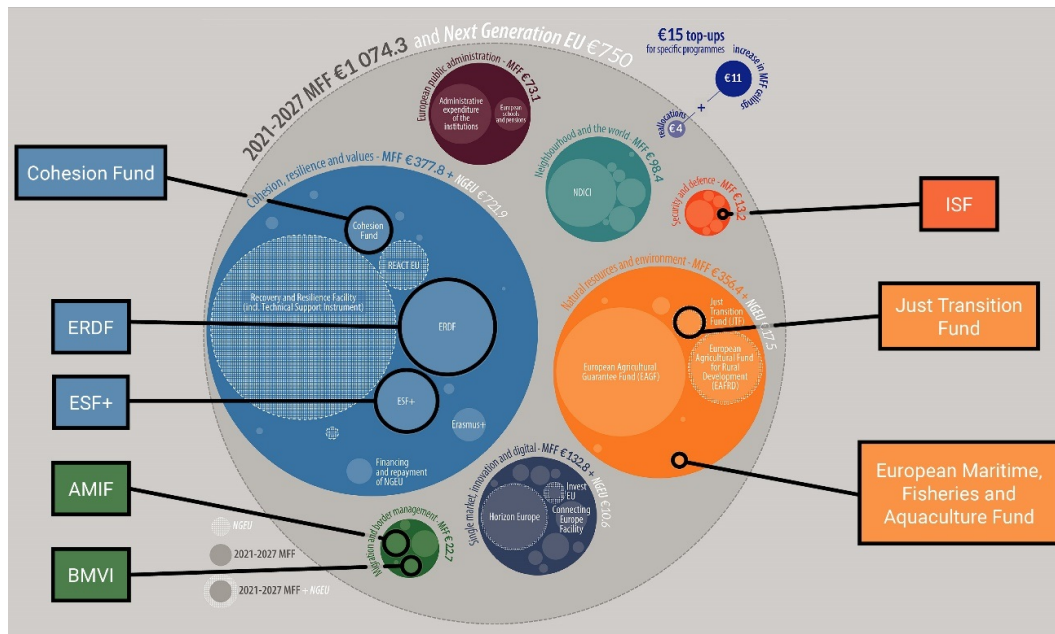 2021-2027 MFF €1 074.3 and Next Generation EU €750
€15 top-ups
for specific programmes
increase in MFF ceilings
€11
+
reallocations
€4
European public administration - MFF €73.1
Administrative
expenditure
of the
institutions
European
schools
and pensions
Neighbourhood and the world - MFF €98.4
NDICI
Security and defence - MFF €13.2
ISF
Cohesion Fund
Cohesion, resilience and values - MFF €377.8 + NGEU €721.9
Cohesion
Fund
REACT EU
Recovery and Resilience Facility
(incl. Technical Support Instrument)
ERDF
ERDF
ESF+
ESF+
Erasmus+
Financing
and repayment
of NGEU
Natural resources and environment - MFF €356.4 + NGEU €17.5
Just
Transition
Fund (JTF)
European Agricultural
Guarantee Fund (EAGF)
European
Agricultural Fund
for Rural
Development
(EAFRD)
Just Transition
Fund
European Maritime,
Fisheries and
Aquaculture Fund
Single market, innovation and digital - MFF €132.8 + NGEU €10.6
Invest
EU
Horizon Europe
Connecting
Europe
Facility
AMIF
BMVI
Migration and border management - MFF €22.7
NGEU
2021-2027 MFF
2021-2027 MFF + NGEU